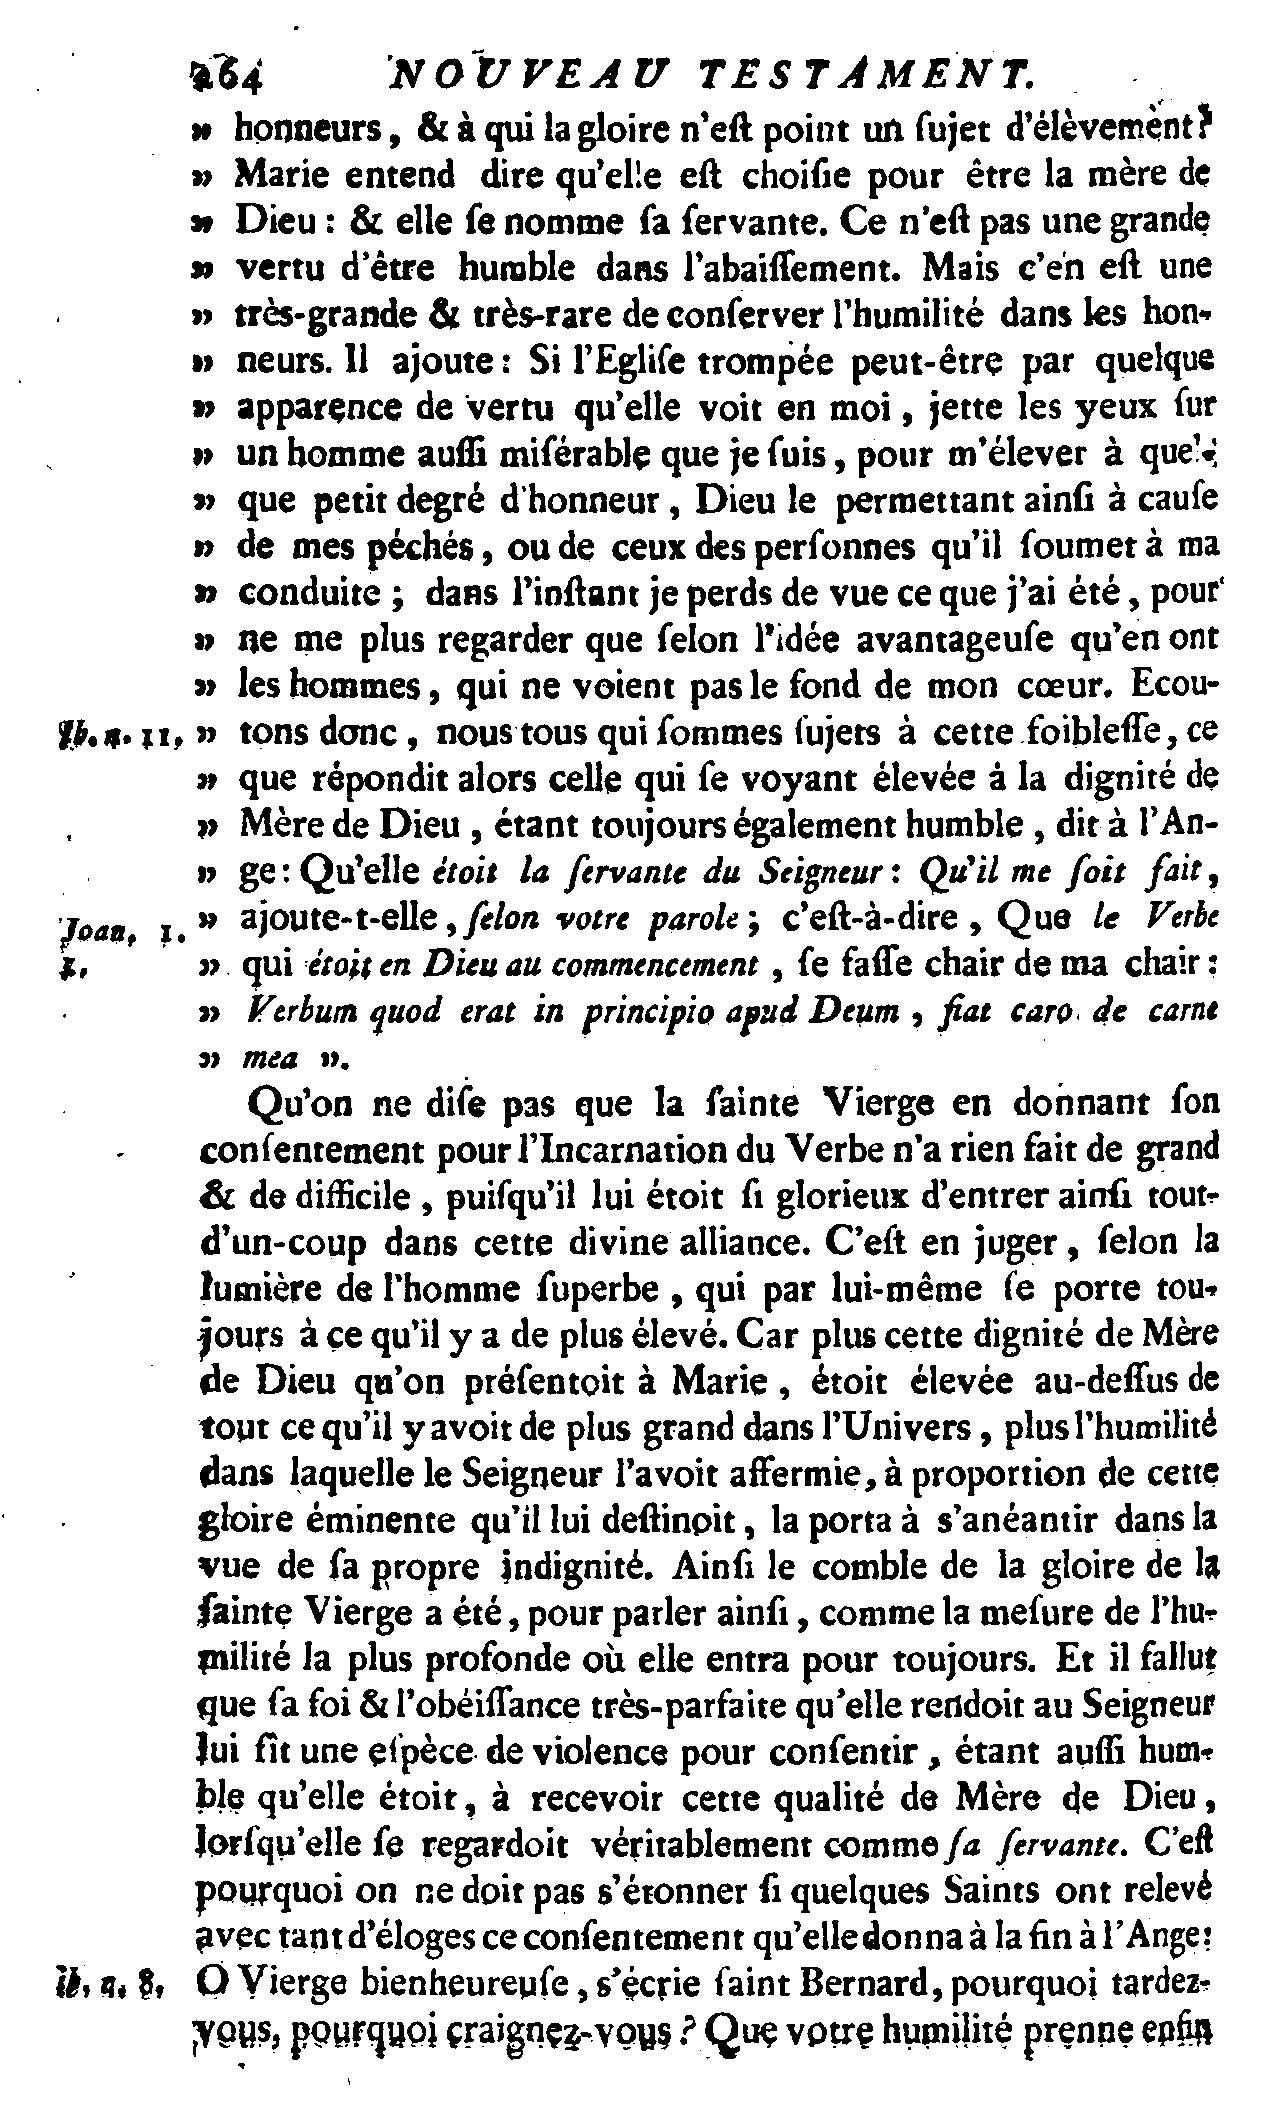 264 NOUVEAU TESTAMENT.
» honneurs, & à qui la gloire n'eſt point un ſujet d'élèvement?
» Marie entend dire qu'elle eſt choiſie pour être la mère de
» Dieu : & elle ſe nomme ſa ſervante. Ce n'eſt pas une grande
» vertu d'être humble dans l'abaiſſement. Mais c'en eſt une
» très-grande & très-rare de conſerver l'humilité dans les hon-
» neurs. Il ajoute : Si l'Egliſe trompée peut-être par quelque
» apparence de vertu qu'elle voit en moi, jette les yeux ſur
» un homme auſſi miſérable que je ſuis, pour m'élever à quel-
» que petit degré d'honneur, Dieu le permettant ainſi à cauſe
» de mes péchés, ou de ceux des perſonnes qu'il ſoumet à ma
» conduite ; dans l'inſtant je perds de vue ce que j'ai été, pour
» ne me plus regarder que ſelon l'idée avantageuſe qu'en ont
» les hommes, qui ne voient pas le fond de mon cœur. Ecou-
Ib. n. 11. » tons donc, nous tous qui ſommes ſujets à cette foibleſſe, ce
» que répondit alors celle qui ſe voyant élevée à la dignité de
» Mère de Dieu, étant toujours également humble, dit à l'An-
» ge : Qu'elle étoit la ſervante du Seigneur : Qu'il me ſoit fait,
Joan. 1. » ajoute-t-elle, ſelon votre parole ; c'eſt-à-dire, Que le Verbe
1. » qui étoit en Dieu au commencement, ſe faſſe chair de ma chair :
» Verbum quod erat in principio apud Deum, fiat caro de carne
» mea ».
Qu'on ne diſe pas que la ſainte Vierge en donnant ſon
conſentement pour l'Incarnation du Verbe n'a rien fait de grand
& de difficile, puiſqu'il lui étoit ſi glorieux d'entrer ainſi tout-
d'un-coup dans cette divine alliance. C'eſt en juger, ſelon la
lumière de l'homme ſuperbe, qui par lui-même ſe porte tou-
jours à ce qu'il y a de plus élevé. Car plus cette dignité de Mère
de Dieu qu'on préſentoit à Marie, étoit élevée au-deſſus de
tout ce qu'il y avoit de plus grand dans l'Univers, plus l'humilité
dans laquelle le Seigneur l'avoit affermie, à proportion de cette
gloire éminente qu'il lui deſtinoit, la porta à s'anéantir dans la
vue de ſa propre indignité. Ainſi le comble de la gloire de la
ſainte Vierge a été, pour parler ainſi, comme la meſure de l'hu-
milité la plus profonde où elle entra pour toujours. Et il fallut
que ſa foi & l'obéiſſance très-parfaite qu'elle rendoit au Seigneur
lui fît une eſpèce de violence pour conſentir, étant auſſi hum-
ble qu'elle étoit, à recevoir cette qualité de Mère de Dieu,
lorſqu'elle ſe regardoit véritablement comme ſa ſervante. C'eſt
pourquoi on ne doit pas s'étonner ſi quelques Saints ont relevé
avec tant d'éloges ce conſentement qu'elle donna à la fin à l'Ange :
Ib. n. 8. O Vierge bienheureuſe, s'écrie ſaint Bernard, pourquoi tardez-
vous, pourquoi craignez-vous ? Que votre humilité prenne enfin